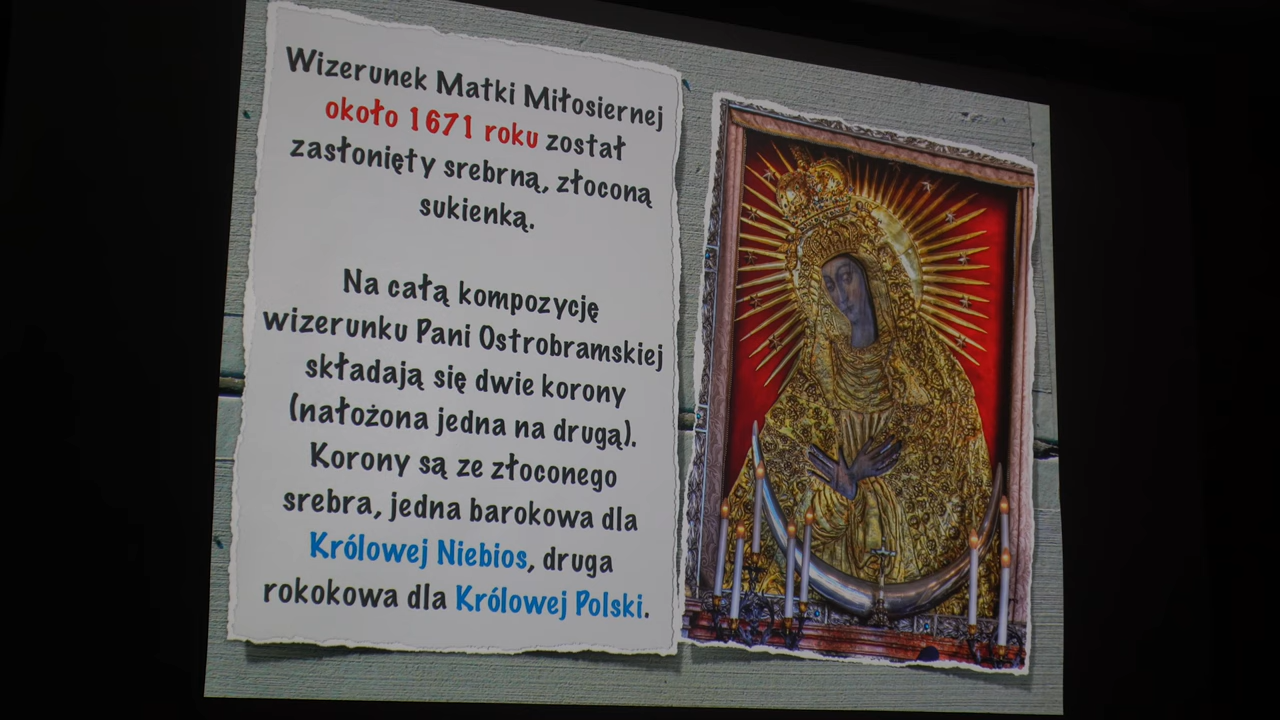 Wizerunek Matki Miłosiernej
około 1671 roku został
zasłonięty srebrną, złoconą
sukienką.
Na całą kompozycję
wizerunku Pani Ostrobramskiej
składają się dwie korony
(nałożona jedna na drugą).
Korony są ze złoconego
srebra, jedna barokowa dla
Królowej Niebios, druga
rokokowa dla Królowej Polski.